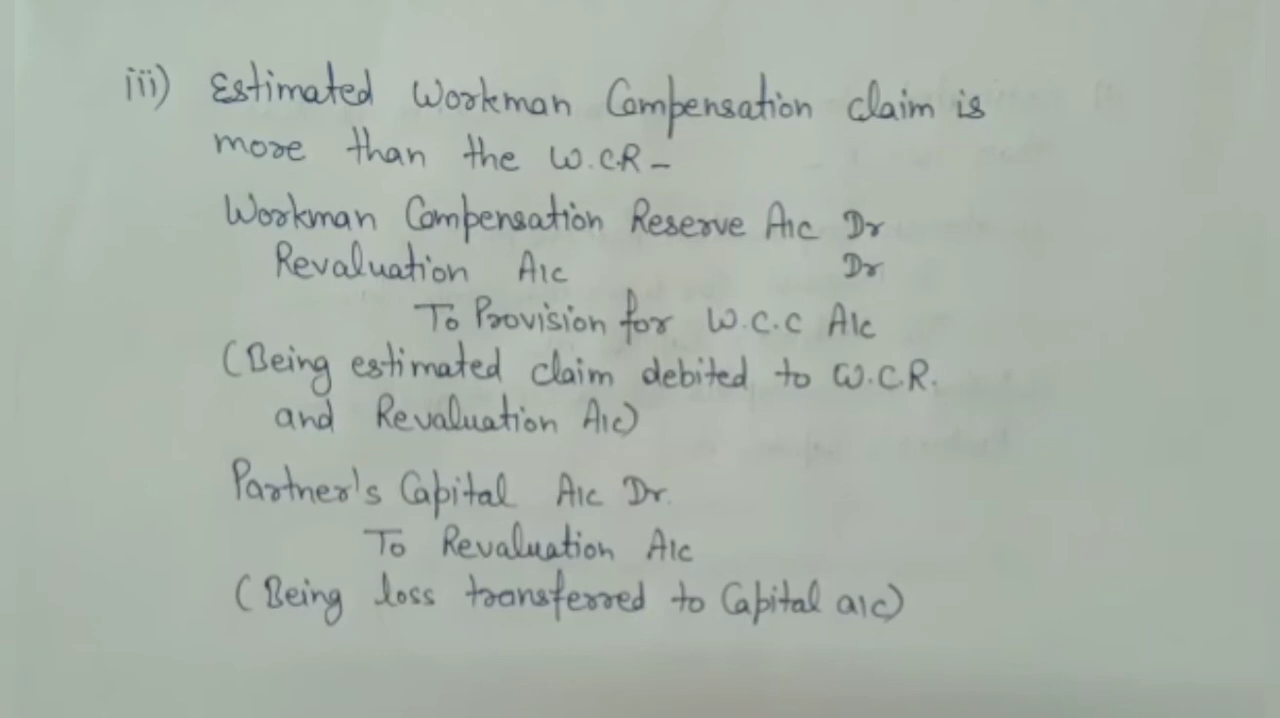 iii) Estimated Workman Compensation claim is
more than the W.C.R -
Workman Compensation Reserve A/c Dr
Revaluation A/c Dr
To Provision for W.C.C A/c
(Being estimated claim debited to W.C.R.
and Revaluation A/c)
Partner's Capital A/c Dr.
To Revaluation A/c
(Being loss transferred to Capital a/c)